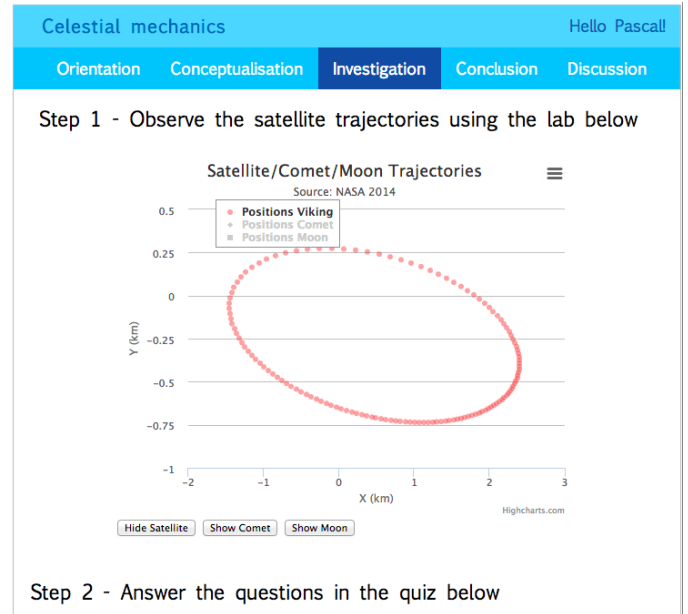 Celestial mechanics
Hello Pascal!
Orientation Conceptualisation Investigation Conclusion Discussion
Step 1 - Observe the satellite trajectories using the lab below
Satellite/Comet/Moon Trajectories
Source: NASA 2014
Positions Viking
Positions Comet
Positions Moon
0.5
0.25
0
-0.25
-0.5
-0.75
-1
Y (km)
-2 -1 0 1 2 3
X (km)
Highcharts.com
Hide Satellite Show Comet Show Moon
Step 2 - Answer the questions in the quiz below